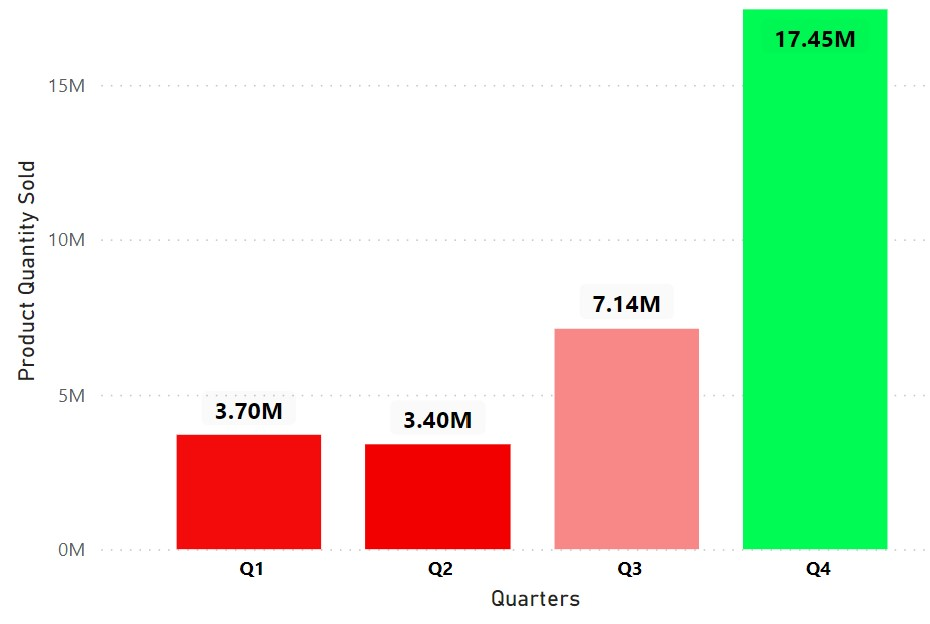 17.45M
15M
Product Quantity Sold
10M
7.14M
5M
3.70M
3.40M
0M
Q1 Q2 Q3 Q4
Quarters